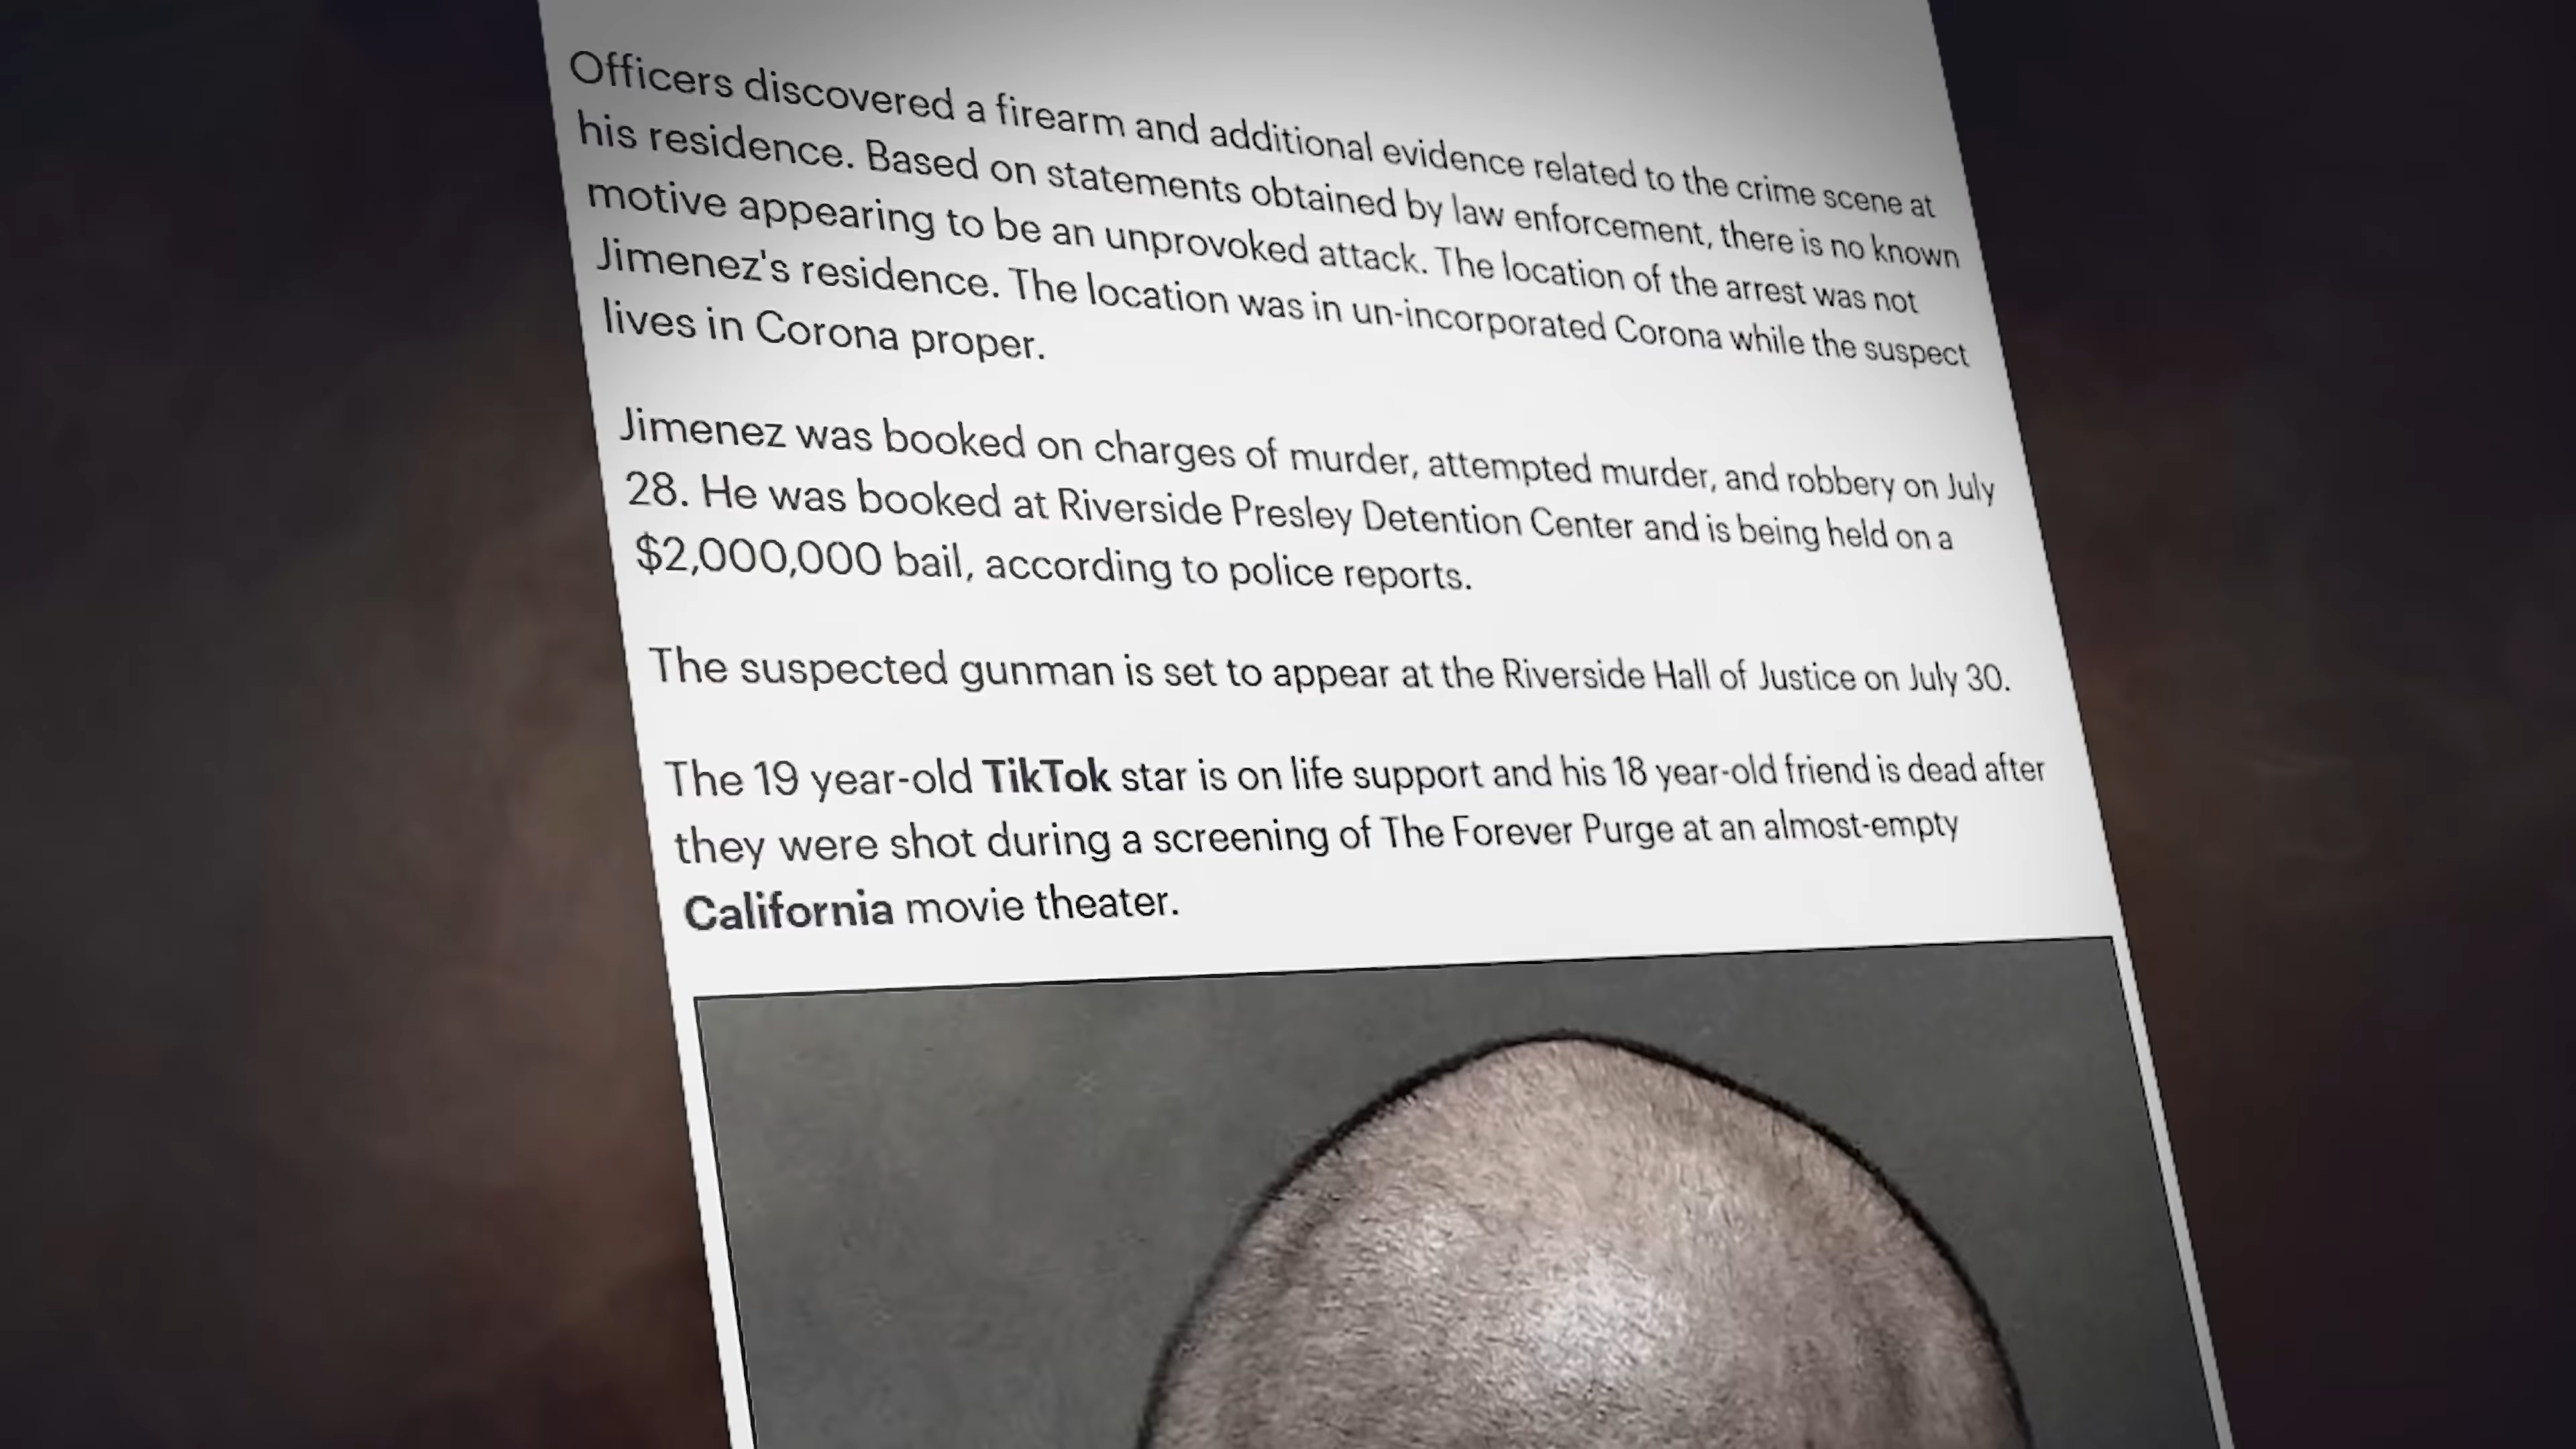 Officers discovered a firearm and additional evidence related to the crime scene at
his residence. Based on statements obtained by law enforcement, there is no known
motive appearing to be an unprovoked attack. The location of the arrest was not
Jimenez's residence. The location was in un-incorporated Corona while the suspect
lives in Corona proper.
Jimenez was booked on charges of murder, attempted murder, and robbery on July
28. He was booked at Riverside Presley Detention Center and is being held on a
$2,000,000 bail, according to police reports.
The suspected gunman is set to appear at the Riverside Hall of Justice on July 30.
The 19 year-old TikTok star is on life support and his 18 year-old friend is dead after
they were shot during a screening of The Forever Purge at an almost-empty
California movie theater.